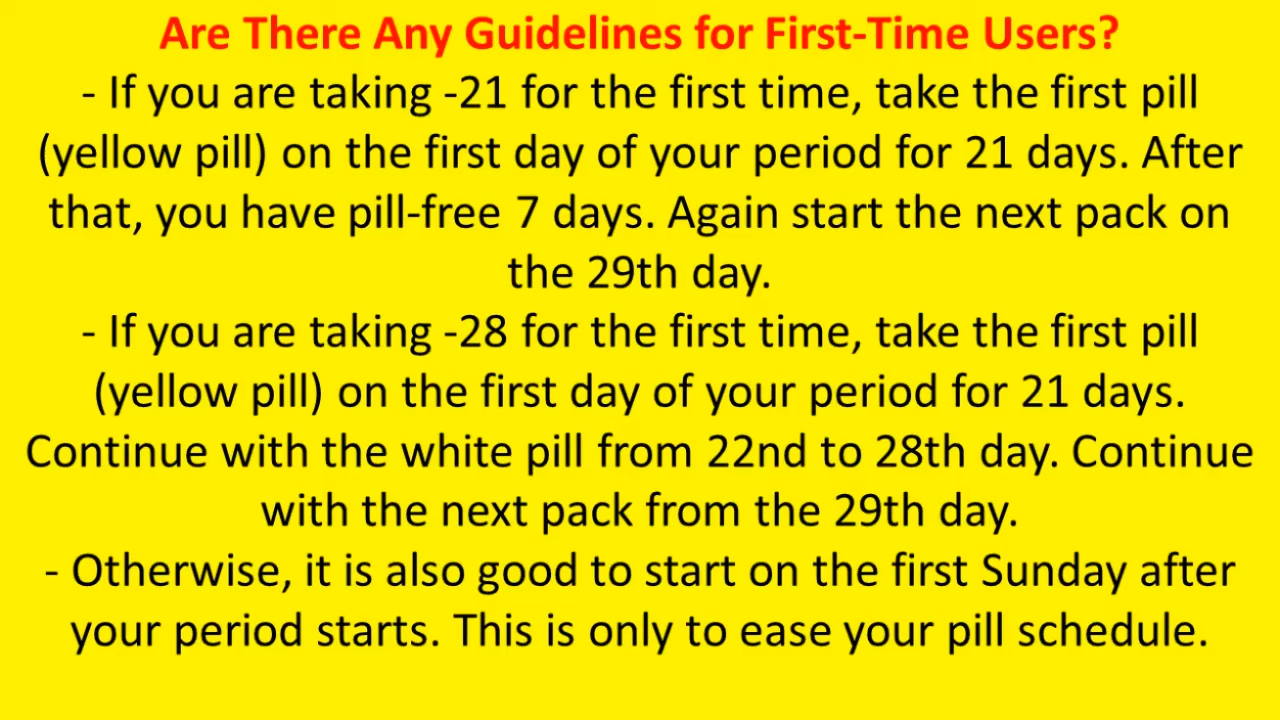 Are There Any Guidelines for First-Time Users?
- If you are taking -21 for the first time, take the first pill
(yellow pill) on the first day of your period for 21 days. After
that, you have pill-free 7 days. Again start the next pack on
the 29th day.
- If you are taking -28 for the first time, take the first pill
(yellow pill) on the first day of your period for 21 days.
Continue with the white pill from 22nd to 28th day. Continue
with the next pack from the 29th day.
- Otherwise, it is also good to start on the first Sunday after
your period starts. This is only to ease your pill schedule.